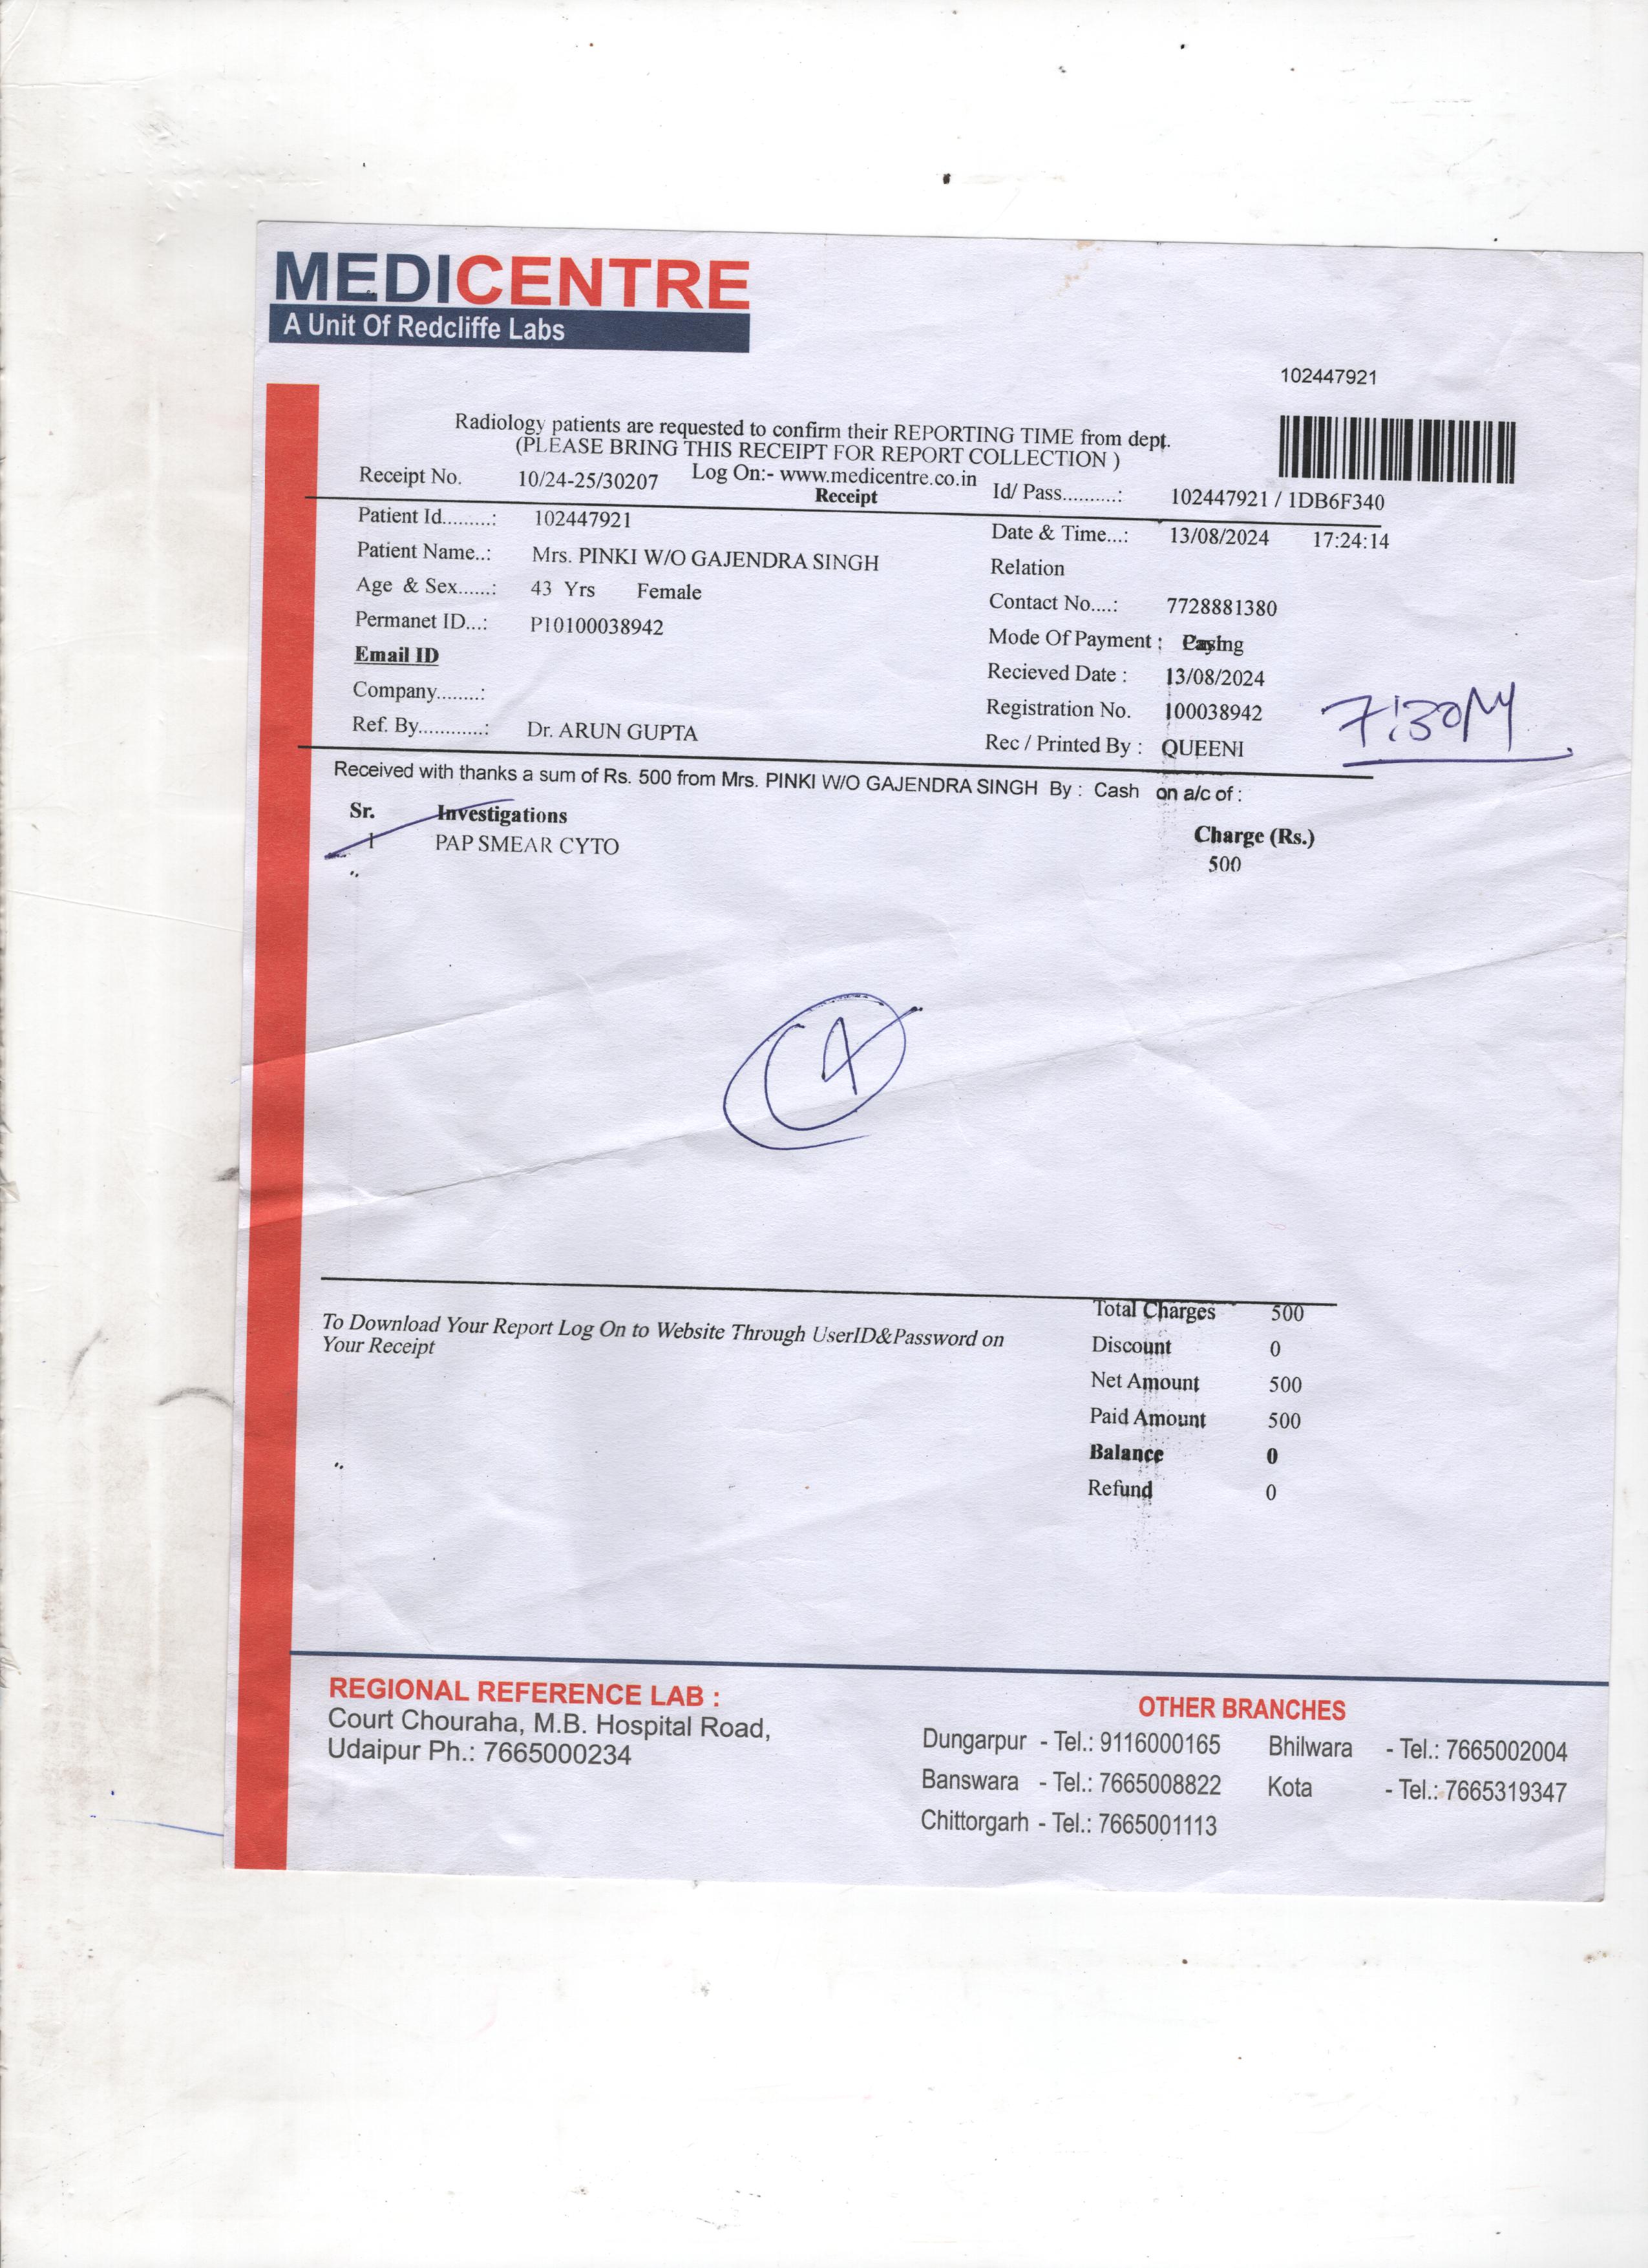 MEDICENTRE
A Unit Of Redcliffe Labs
102447921
Radiology patients are requested to confirm their REPORTING TIME from dept.
(PLEASE BRING THIS RECEIPT FOR REPORT COLLECTION )
Receipt No. 10/24-25/30207 Log On:- www.medicentre.co.in Id/ Pass..........: 102447921 / 1DB6F340
Receipt
Patient Id.........: 102447921 Date & Time...: 13/08/2024 17:24:14
Patient Name..: Mrs. PINKI W/O GAJENDRA SINGH Relation
Age & Sex......: 43 Yrs Female Contact No....: 7728881380
Permanet ID...: P10100038942 Mode Of Payment :
Email ID Recieved Date : 13/08/2024
Company........: Registration No. 100038942
Ref. By............: Dr. ARUN GUPTA Rec / Printed By : QUEENI
7:30
Received with thanks a sum of Rs. 500 from Mrs. PINKI W/O GAJENDRA SINGH By : Cash on a/c of :
Sr. Investigations Charge (Rs.)
1 PAP SMEAR CYTO 500
Total Charges 500
To Download Your Report Log On to Website Through UserID&Password on
Your Receipt
Discount 0
Net Amount 500
Paid Amount 500
Balance 0
Refund 0
REGIONAL REFERENCE LAB :
Court Chouraha, M.B. Hospital Road,
Udaipur Ph.: 7665000234
OTHER BRANCHES
Dungarpur - Tel.: 9116000165 Bhilwara - Tel.: 7665002004
Banswara - Tel.: 7665008822 Kota - Tel.: 7665319347
Chittorgarh - Tel.: 7665001113